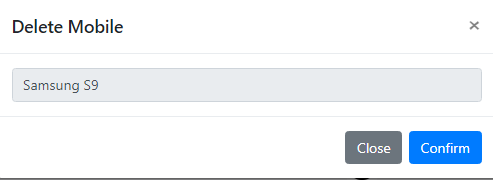 Delete Mobile ×
Samsung S9
Close Confirm